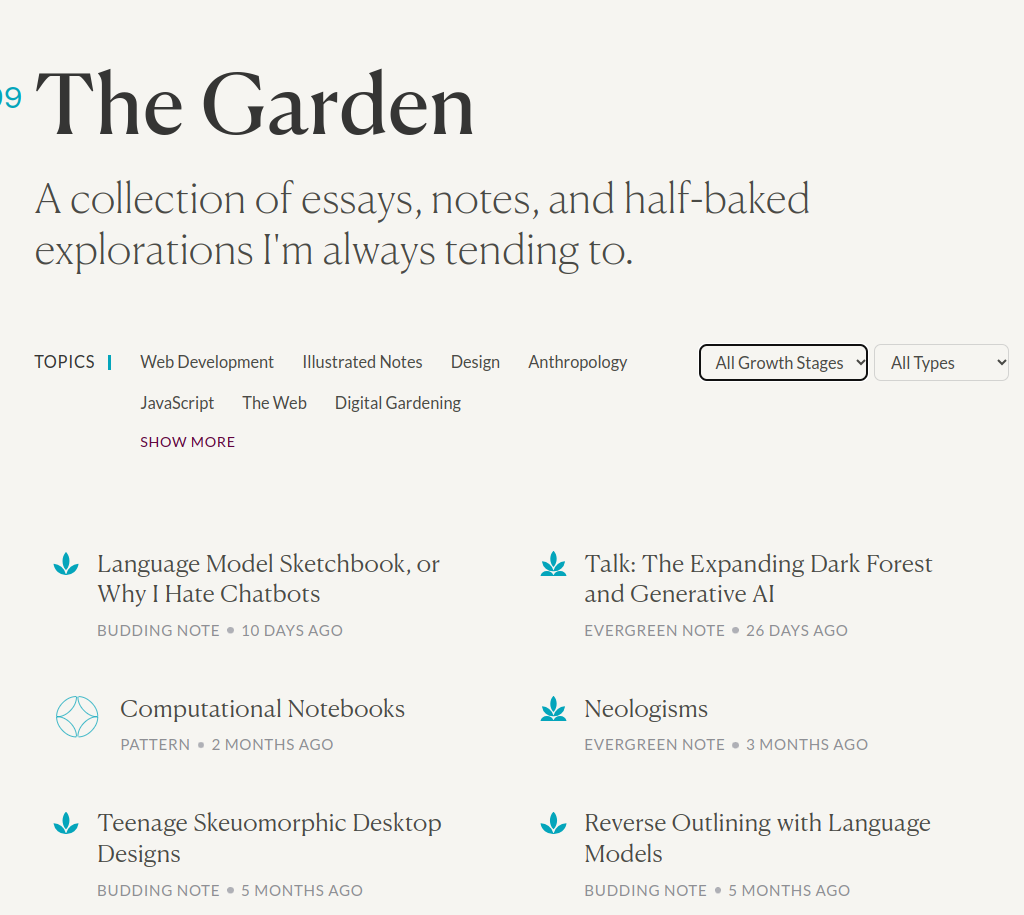 The Garden
A collection of essays, notes, and half-baked
explorations I'm always tending to.
TOPICS
Web Development
Illustrated Notes
Design
Anthropology
JavaScript
The Web
Digital Gardening
SHOW MORE
All Growth Stages
All Types
Language Model Sketchbook, or
Why I Hate Chatbots
BUDDING NOTE • 10 DAYS AGO
Talk: The Expanding Dark Forest
and Generative AI
EVERGREEN NOTE • 26 DAYS AGO
Computational Notebooks
PATTERN • 2 MONTHS AGO
Neologisms
EVERGREEN NOTE • 3 MONTHS AGO
Teenage Skeuomorphic Desktop
Designs
BUDDING NOTE • 5 MONTHS AGO
Reverse Outlining with Language
Models
BUDDING NOTE • 5 MONTHS AGO